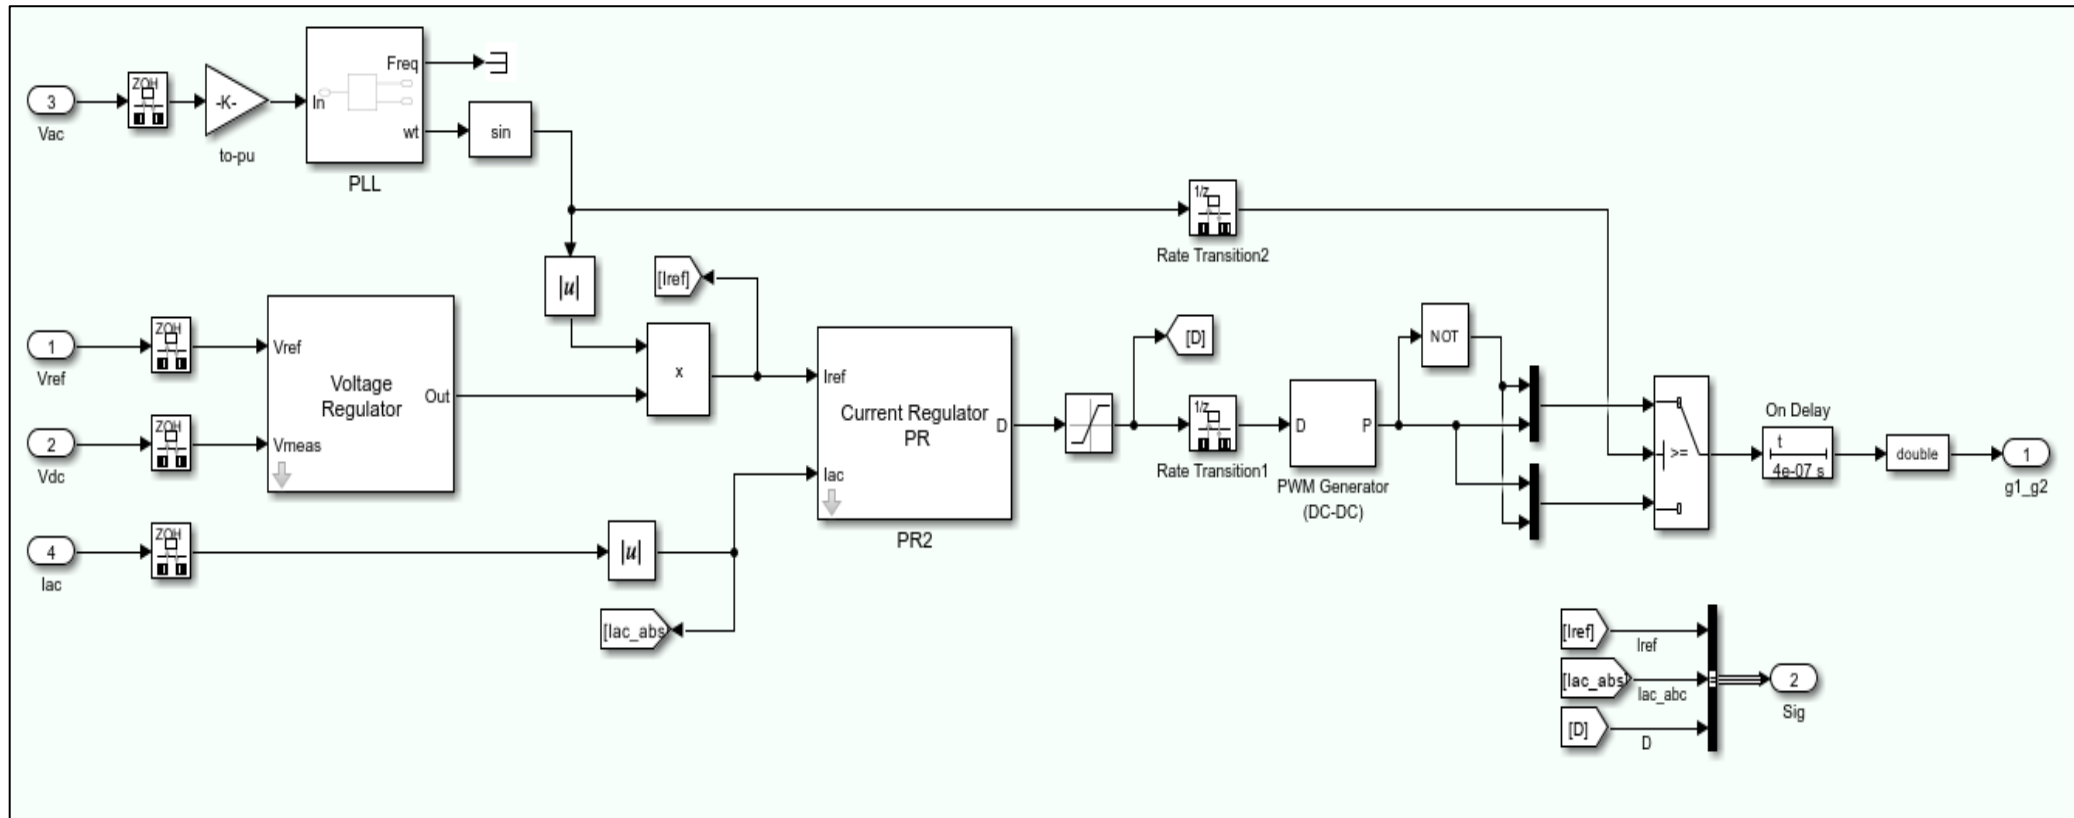 ZOH
3
Vac
-K-
to-pu
In
Freq
wt
PLL
sin
1/z
Rate Transition2
|u|
[Iref]
ZOH
1
Vref
Vref
Voltage
Regulator
Out
ZOH
2
Vdc
Vmeas
x
Iref
Current Regulator
PR
D
Iac
PR2
[D]
1/z
Rate Transition1
D
P
PWM Generator
(DC-DC)
NOT
>=
On Delay
t
4e-07 s
double
1
g1_g2
ZOH
4
Iac
|u|
[Iac_abs
[Iref]
Iref
[Iac_abs]
Iac_abc
[D]
D
=
2
Sig